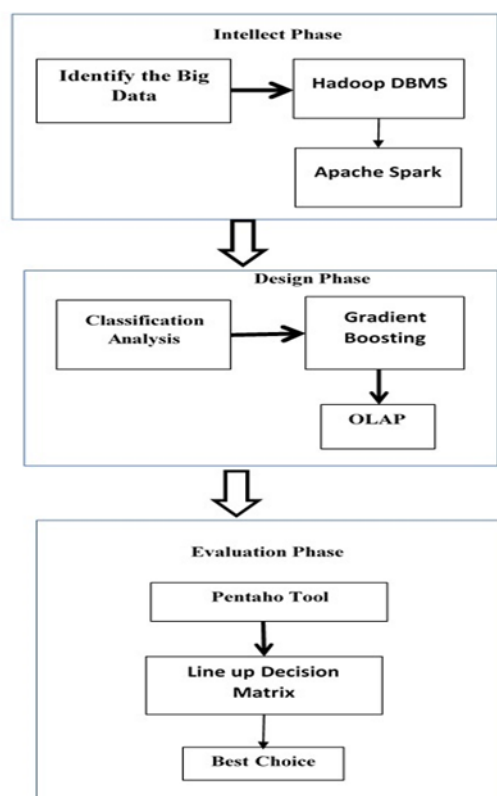 Intellect Phase
Identify the Big
Data
Hadoop DBMS
Apache Spark
Design Phase
Classification
Analysis
Gradient
Boosting
OLAP
Evaluation Phase
Pentaho Tool
Line up Decision
Matrix
Best Choice